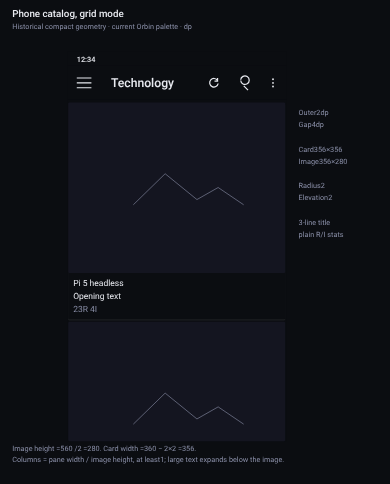 Phone catalog, grid mode
Historical compact geometry · current Orbin palette · dp
12:34
Technology
Outer2dp
Gap4dp
Card356×356
Image356×280
Radius2
Elevation2
3-line title
plain R/I stats
Pi 5 headless
Opening text
23R 4I
Image height =560 /2 =280. Card width =360 − 2×2 =356.
Columns = pane width / image height, at least1; large text expands below the image.